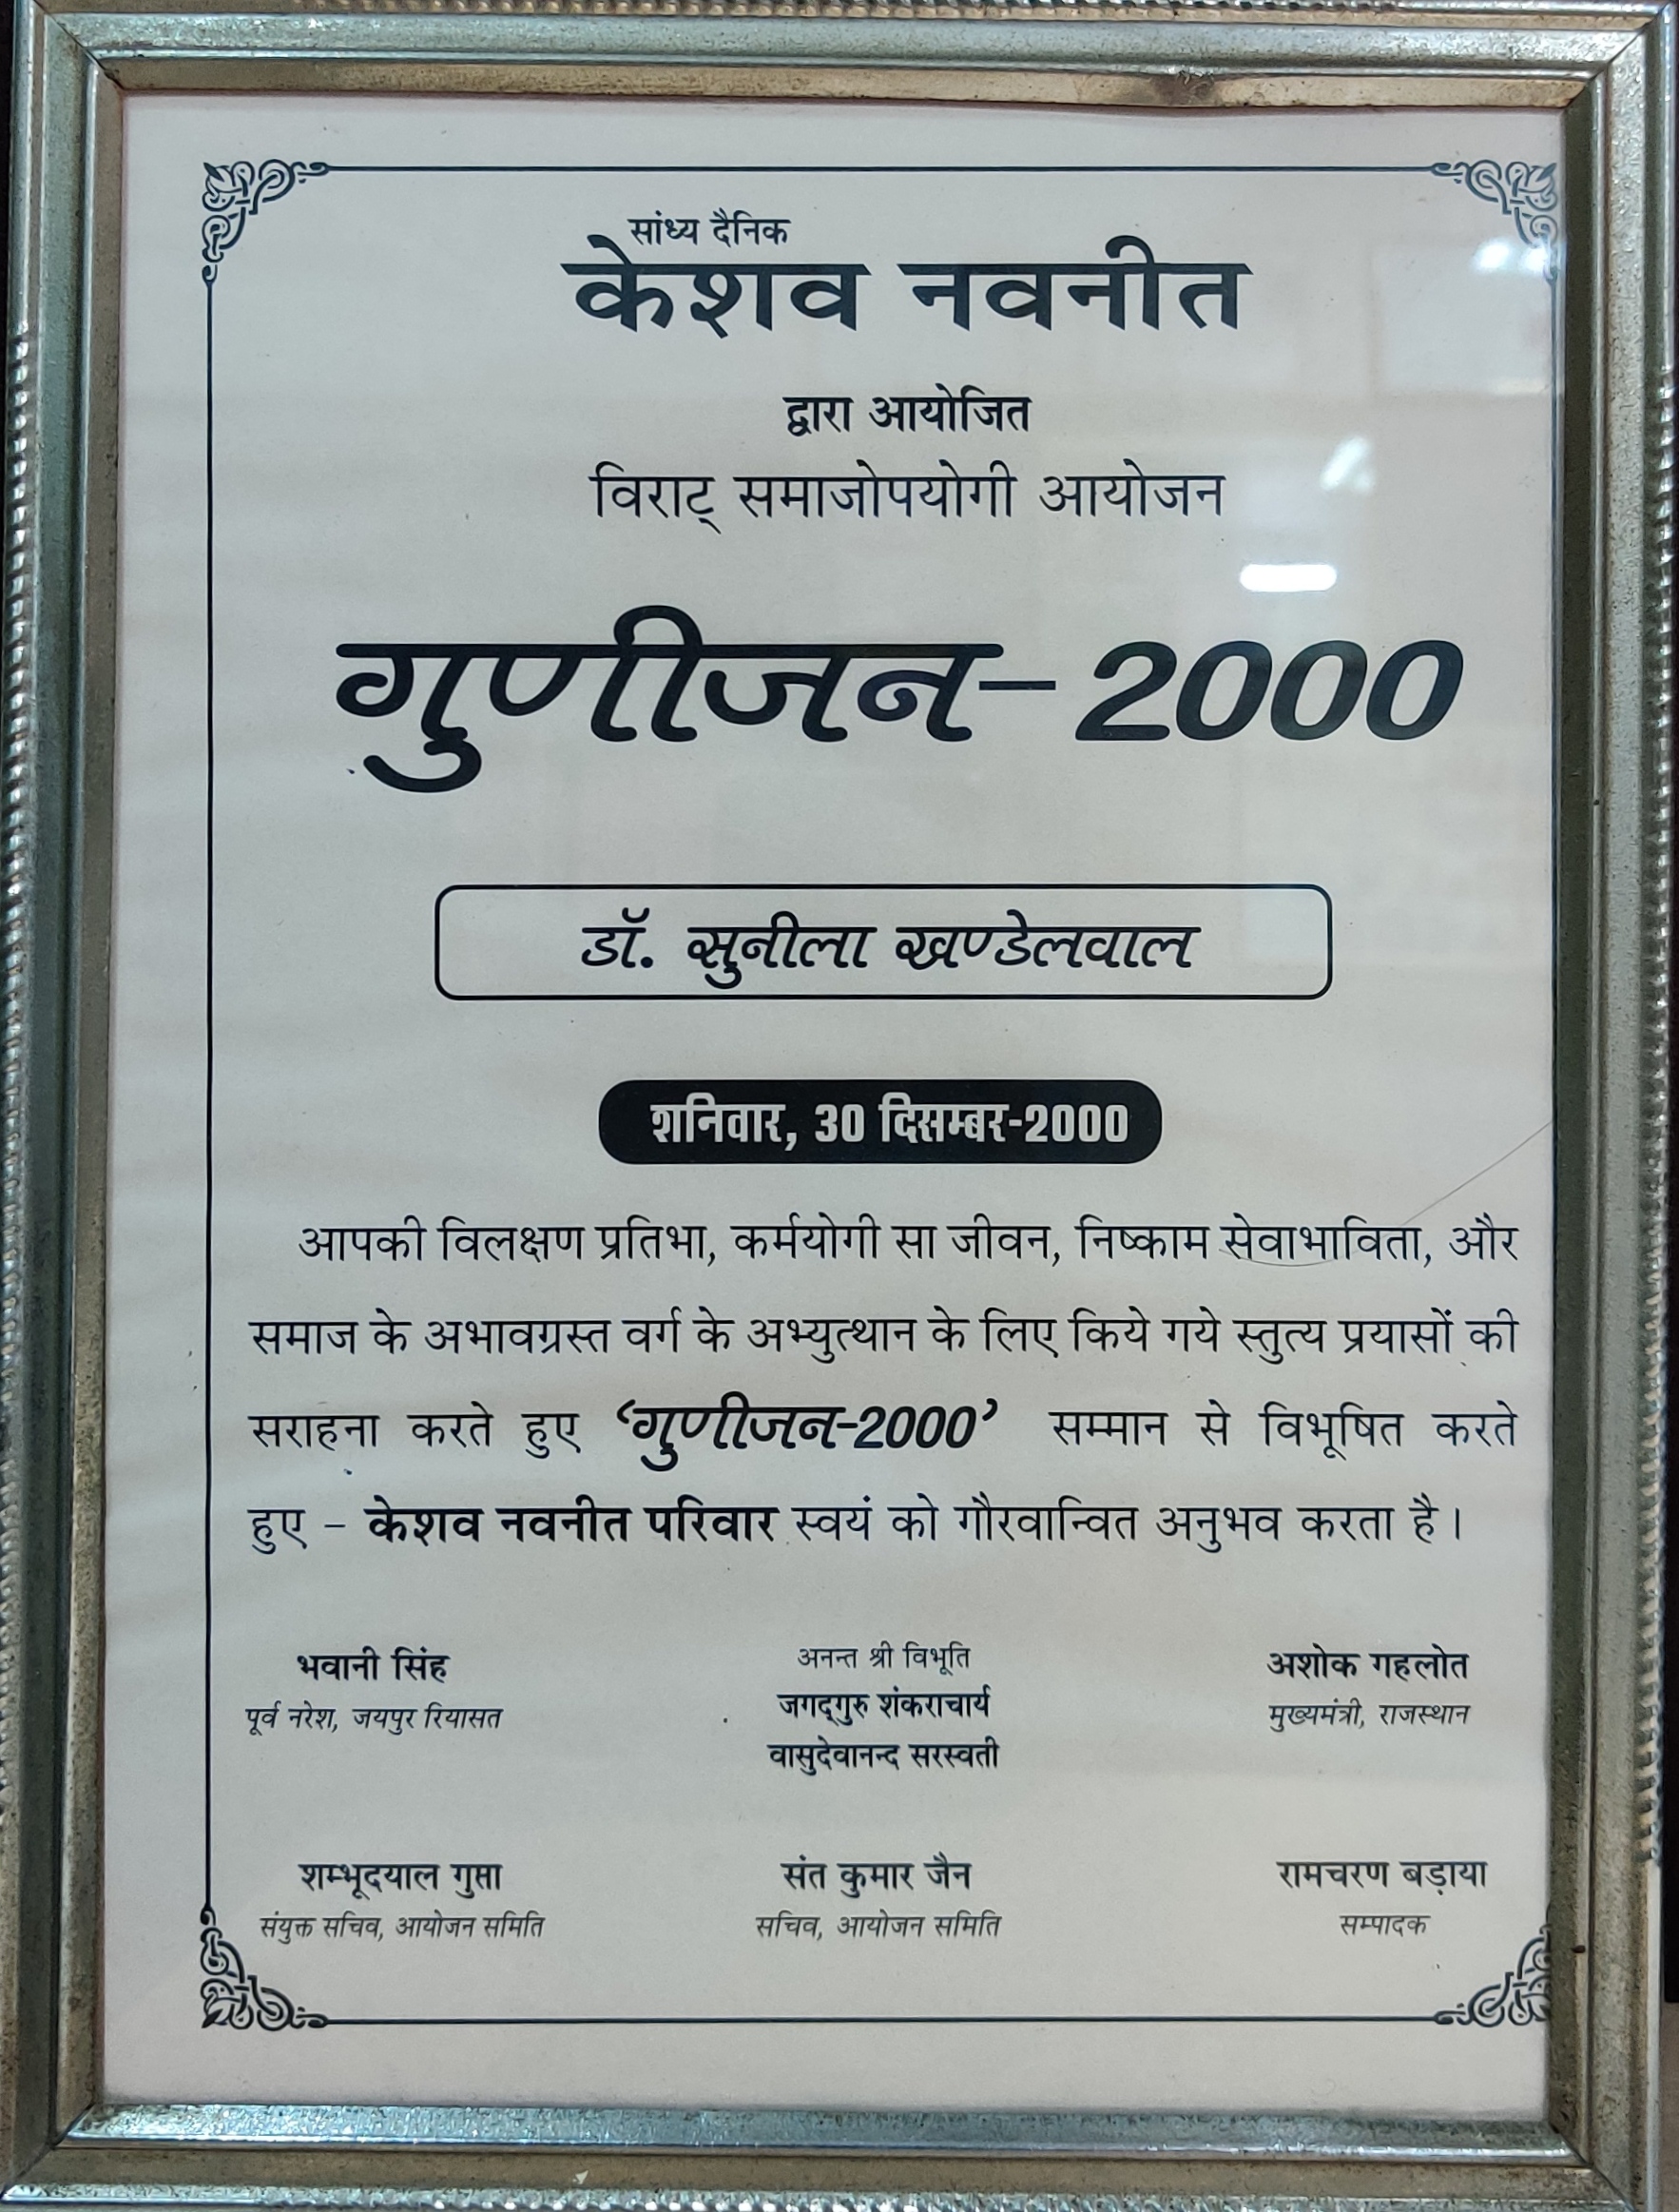 सांध्य दैनिक
केशव नवनीत
द्वारा आयोजित
विराट् समाजोपयोगी आयोजन
गुणीजन-2000
डॉ. सुनीला खण्डेलवाल
शनिवार, 30 दिसम्बर-2000
आपकी विलक्षण प्रतिभा, कर्मयोगी सा जीवन, निष्काम सेवाभाविता, और
समाज के अभावग्रस्त वर्ग के अभ्युत्थान के लिए किये गये स्तुत्य प्रयासों की
सराहना करते हुए ‘गुणीजन-2000’ सम्मान से विभूषित करते
हुए - केशव नवनीत परिवार स्वयं को गौरवान्वित अनुभव करता है।
भवानी सिंह
पूर्व नरेश, जयपुर रियासत
अनन्त श्री विभूति
जगद्गुरु शंकराचार्य
वासुदेवानन्द सरस्वती
अशोक गहलोत
मुख्यमंत्री, राजस्थान
शम्भूदयाल गुप्ता
संयुक्त सचिव, आयोजन समिति
संत कुमार जैन
सचिव, आयोजन समिति
रामचरण बड़ाया
सम्पादक